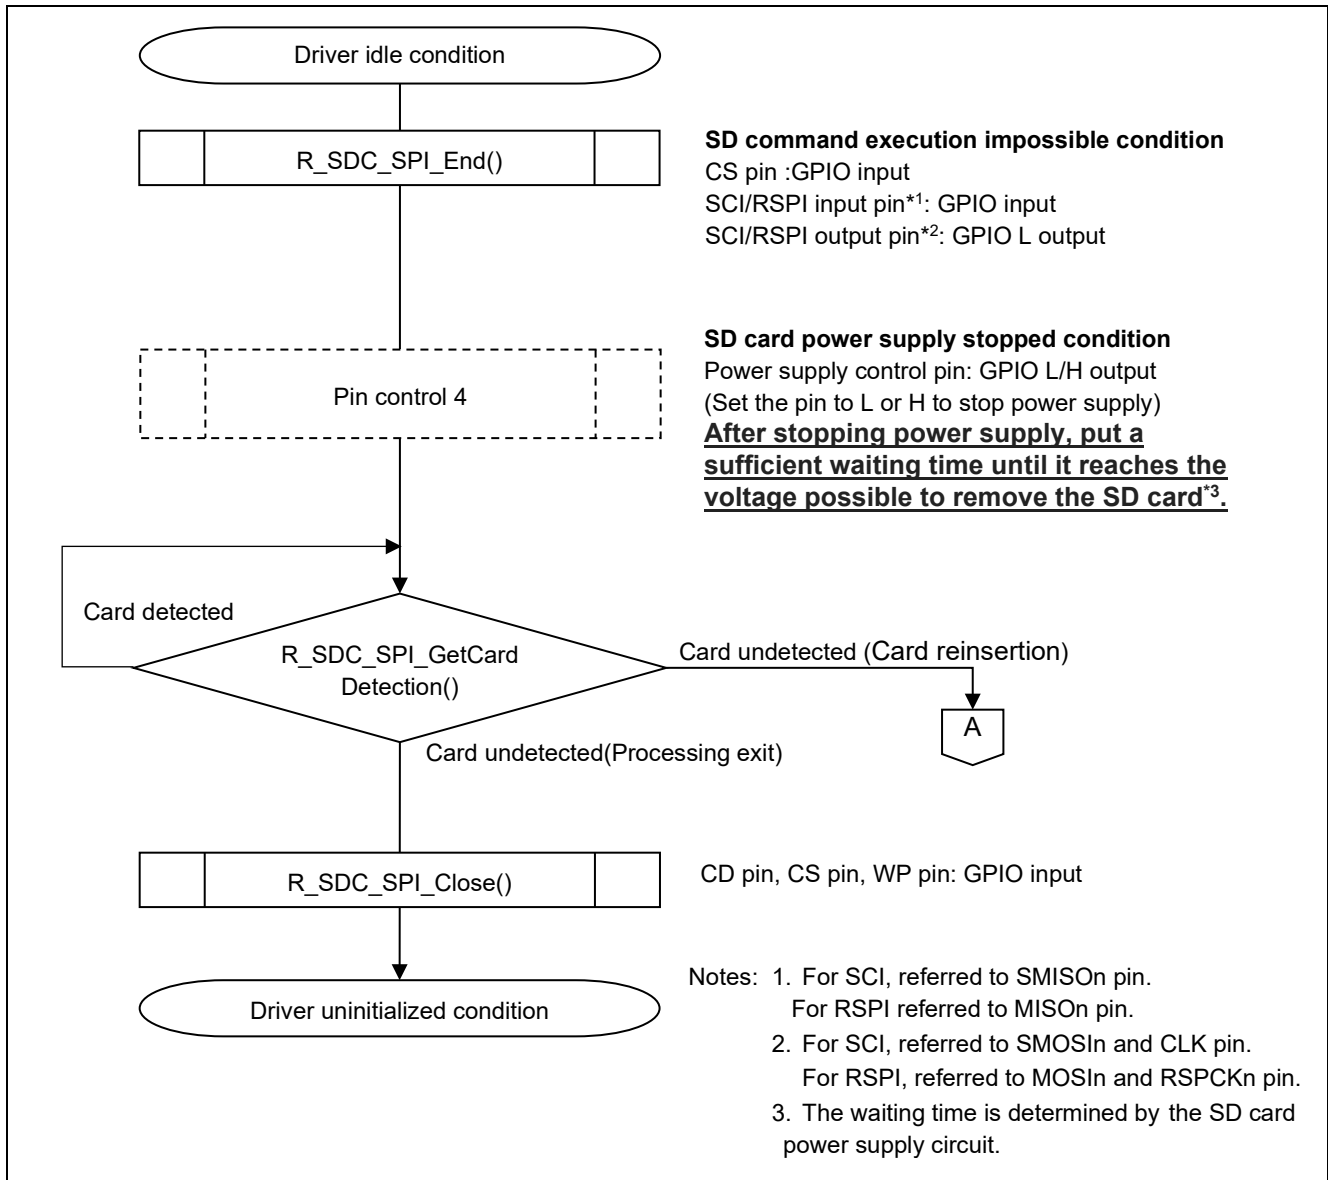 Driver idle condition
R_SDC_SPI_End()
SD command execution impossible condition
CS pin :GPIO input
SCI/RSPI input pin*1: GPIO input
SCI/RSPI output pin*2: GPIO L output
Pin control 4
SD card power supply stopped condition
Power supply control pin: GPIO L/H output
(Set the pin to L or H to stop power supply)
After stopping power supply, put a
sufficient waiting time until it reaches the
voltage possible to remove the SD card*3.
Card detected
R_SDC_SPI_GetCard
Detection()
Card undetected (Card reinsertion)
A
Card undetected(Processing exit)
R_SDC_SPI_Close()
CD pin, CS pin, WP pin: GPIO input
Driver uninitialized condition
Notes: 1. For SCI, referred to SMISOn pin.
For RSPI referred to MISOn pin.
2. For SCI, referred to SMOSIn and CLK pin.
For RSPI, referred to MOSIn and RSPCKn pin.
3. The waiting time is determined by the SD card
power supply circuit.